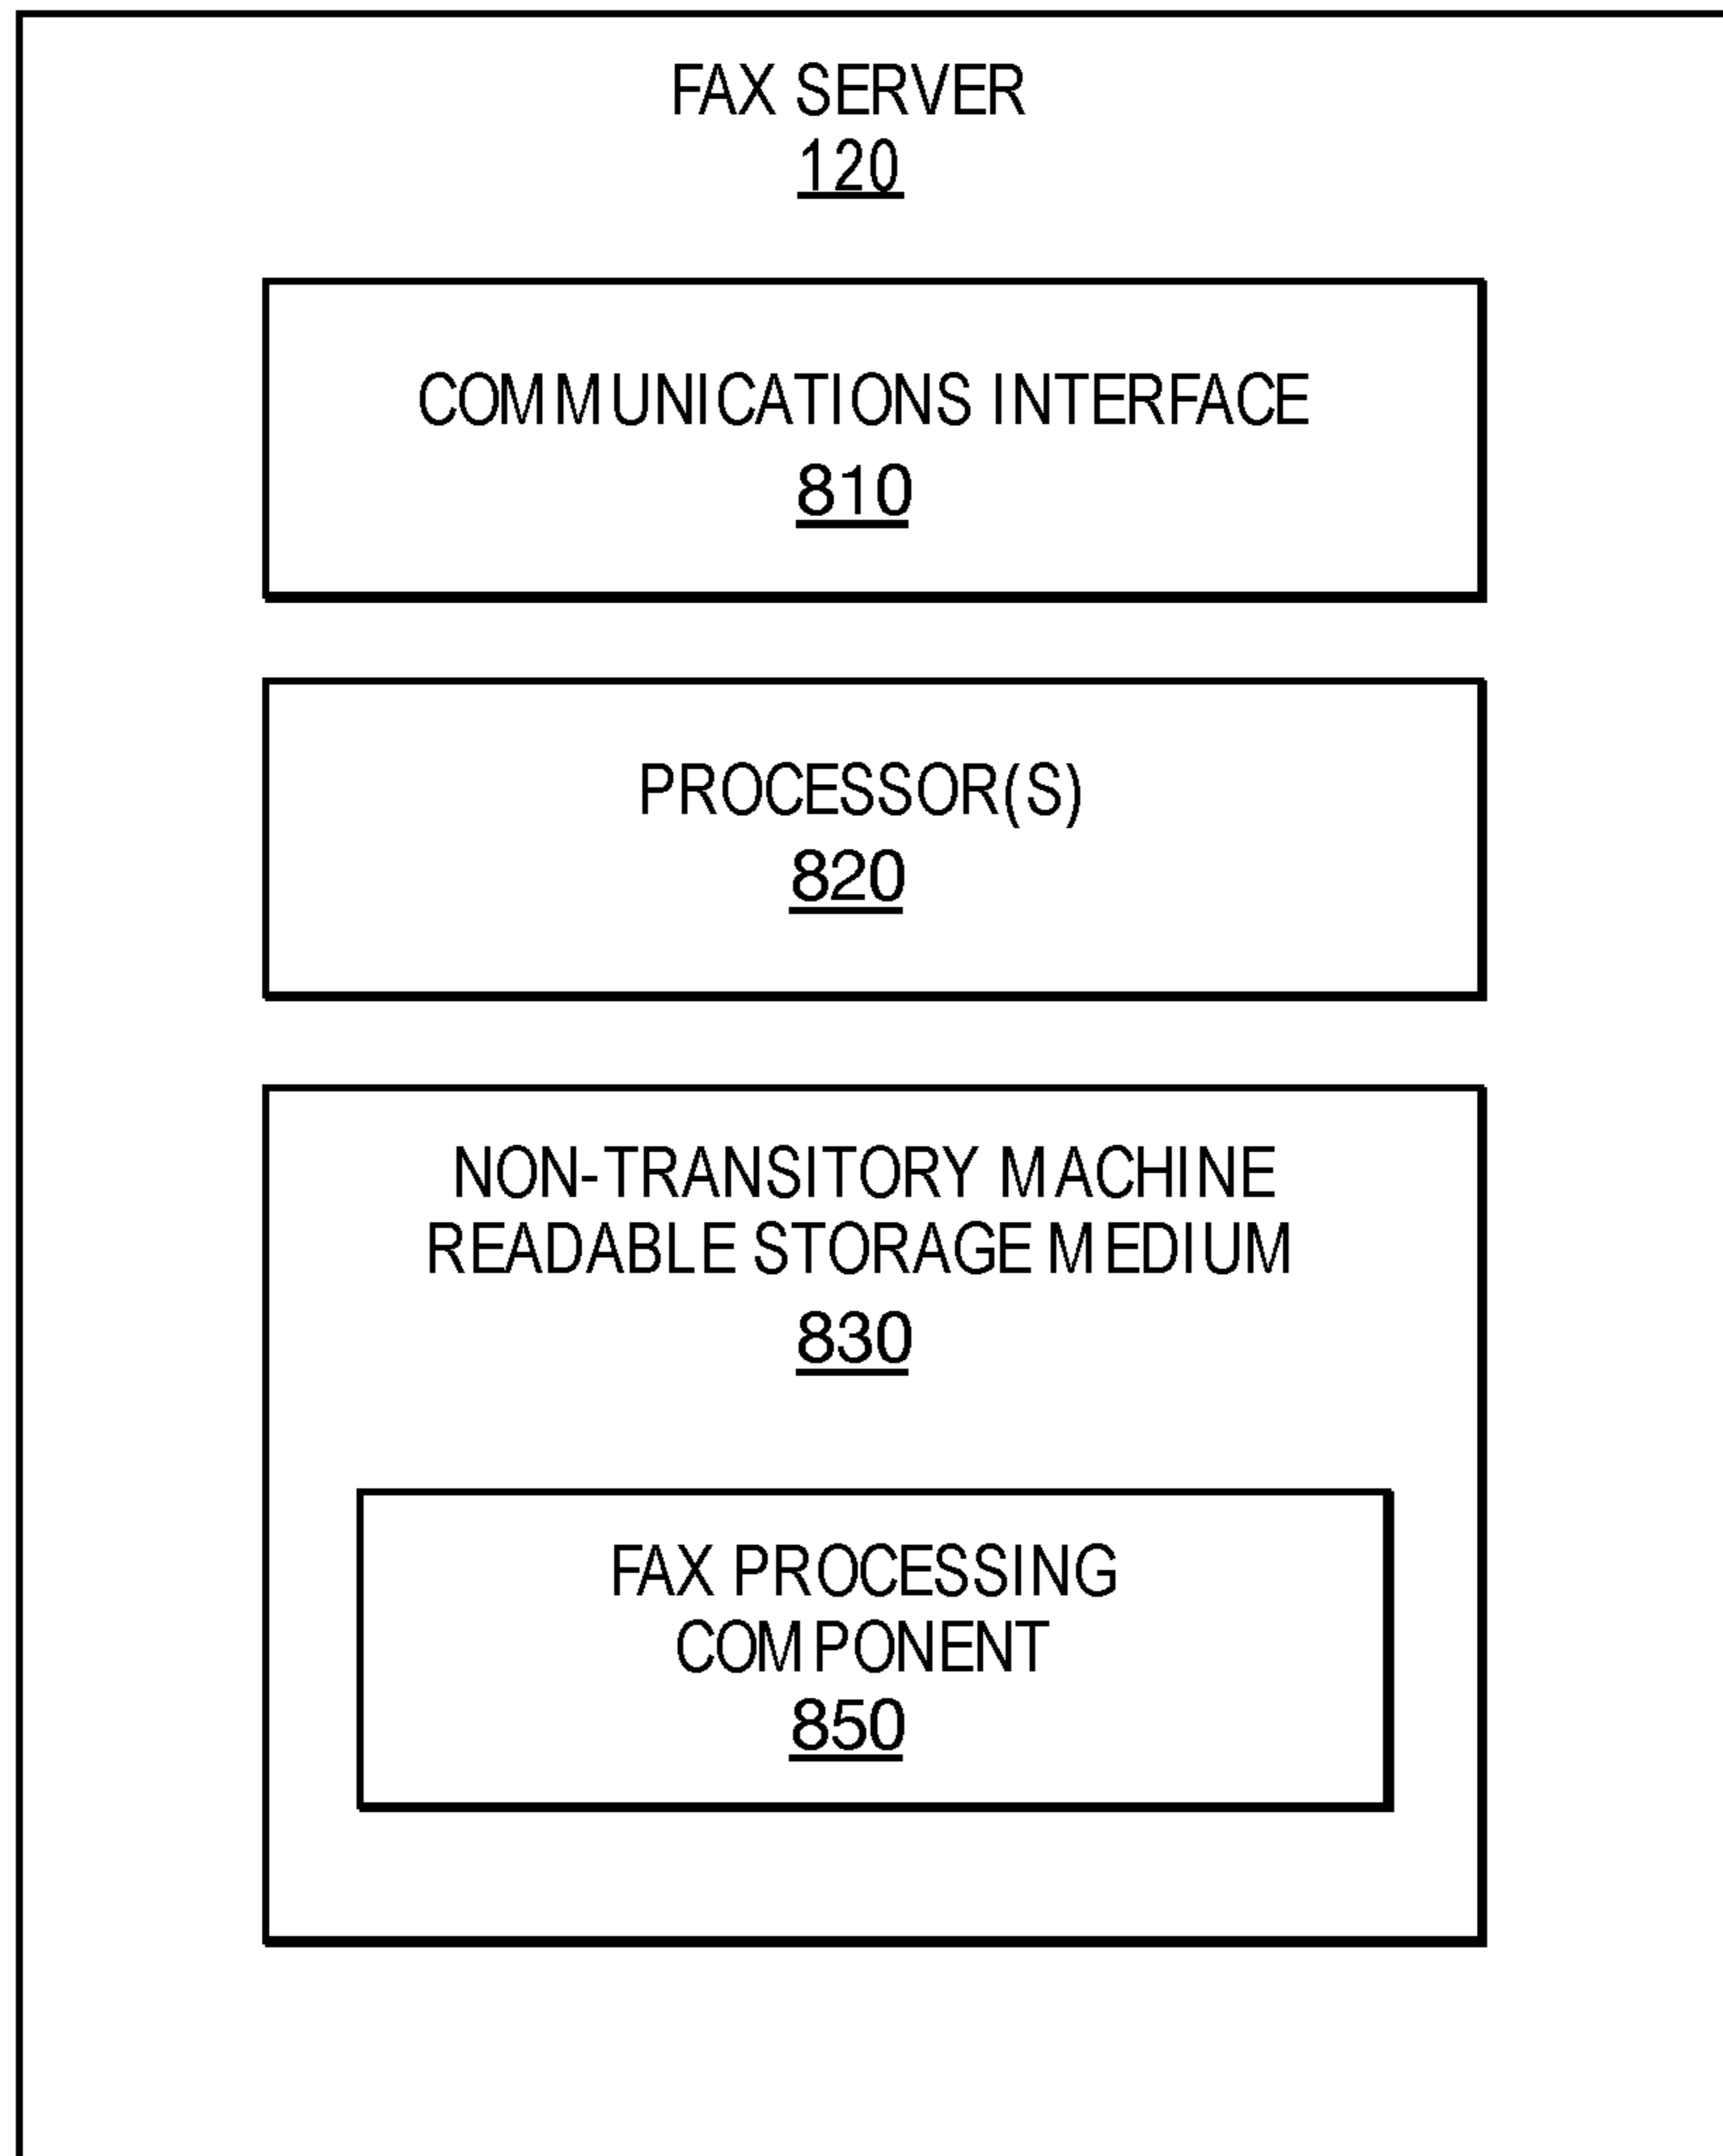 FAX SERVER
120
COMMUNICATIONS INTERFACE
810
PROCESSOR(S)
820
NON-TRANSITORY MACHINE
READABLE STORAGE MEDIUM
830
FAX PROCESSING
COMPONENT
850